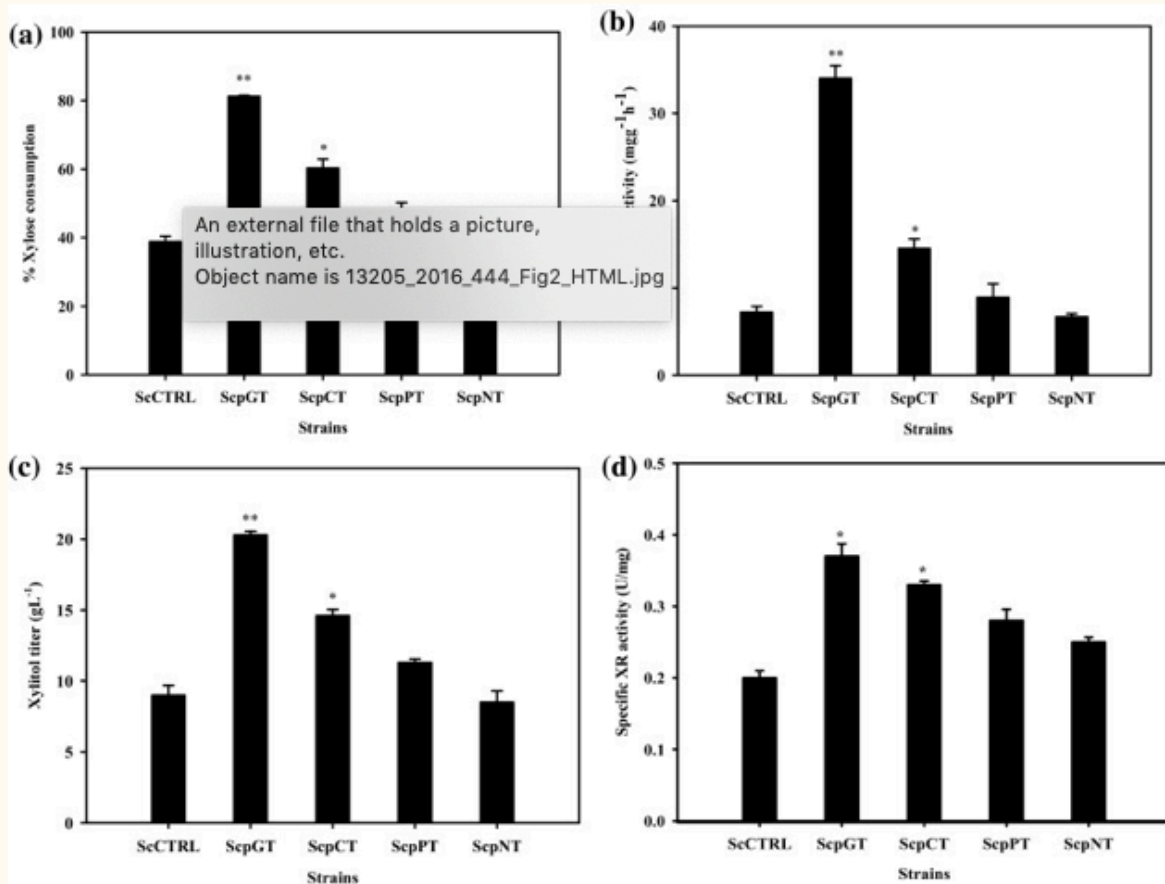 (a)
100
80
60
40
20
0
% Xylose consumption
**
*
ScCTRL ScpGT ScpCT ScpPT ScpNT
Strains
An external file that holds a picture,
illustration, etc.
Object name is 13205_2016_444_Fig2_HTML.jpg
(b)
40
30
20
0
(mgg⁻¹h⁻¹)
**
*
ScCTRL ScpGT ScpCT ScpPT ScpNT
Strains
(c)
25
20
15
10
5
0
Xylitol titer (gL⁻¹)
**
*
ScCTRL ScpGT ScpCT ScpPT ScpNT
Strains
(d)
0.5
0.4
0.3
0.2
0.1
0.0
Specific XR activity (U/mg)
*
*
ScCTRL ScpGT ScpCT ScpPT ScpNT
Strains